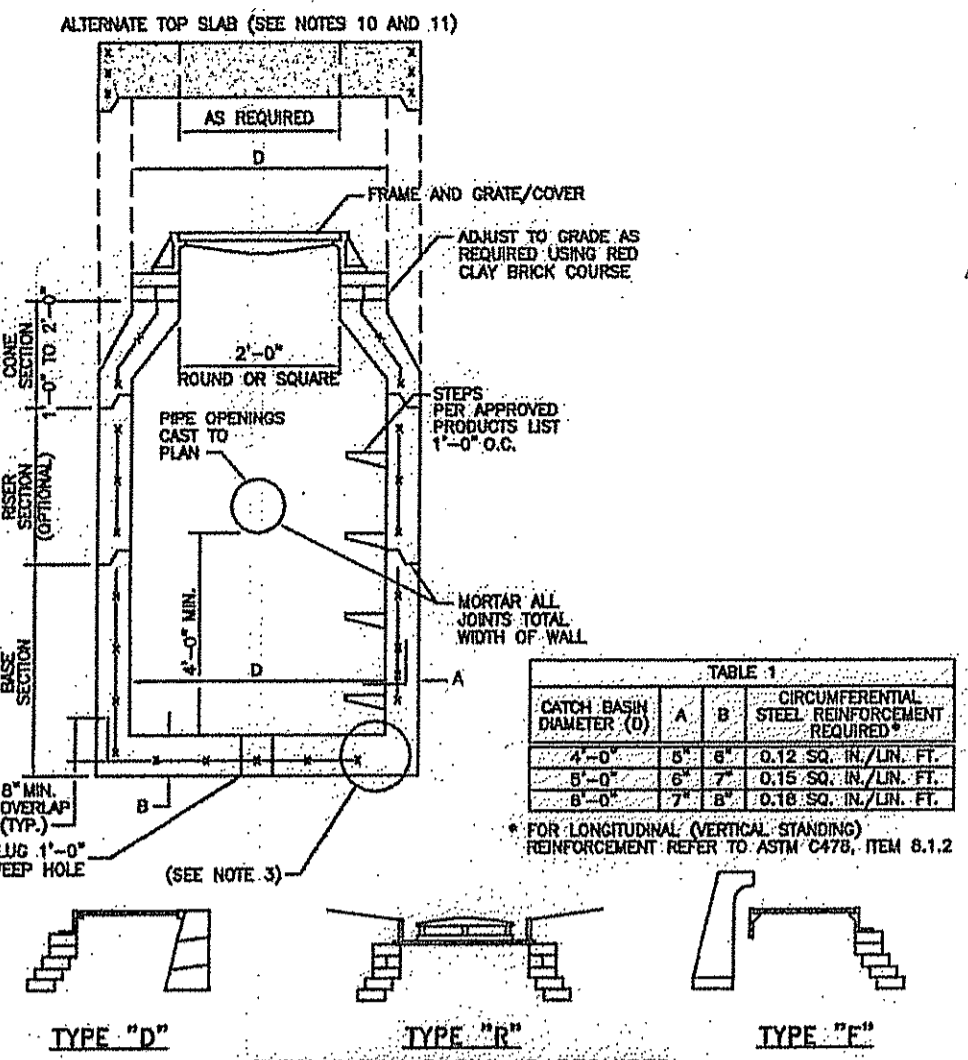 ALTERNATE TOP SLAB (SEE NOTES 10 AND 11)
AS REQUIRED
D
FRAME AND GRATE/COVER
ADJUST TO GRADE AS
REQUIRED USING RED
CLAY BRICK COURSE
CONE
SECTION
1'-0" TO 2'-0"
2'-0"
ROUND OR SQUARE
STEPS
PER APPROVED
PRODUCTS LIST
1'-0" O.C.
PIPE OPENINGS
CAST TO
PLAN
RISER
SECTION
(OPTIONAL)
4'-0" MIN.
MORTAR ALL
JOINTS TOTAL
WIDTH OF WALL
BASE
SECTION
D
A
TABLE 1
CATCH BASIN
DIAMETER (D)
A
B
CIRCUMFERENTIAL
STEEL REINFORCEMENT
REQUIRED*
4'-0" 5" 6" 0.12 SQ. IN./LIN. FT.
5'-0" 6" 7" 0.15 SQ. IN./LIN. FT.
6'-0" 7" 8" 0.18 SQ. IN./LIN. FT.
* FOR LONGITUDINAL (VERTICAL STANDING)
REINFORCEMENT REFER TO ASTM C478, ITEM 8.1.2
8" MIN.
OVERLAP
(TYP.)
B
LUG 1'-0"
EEP HOLE
(SEE NOTE 3)
TYPE "D"
TYPE "R"
TYPE "F"